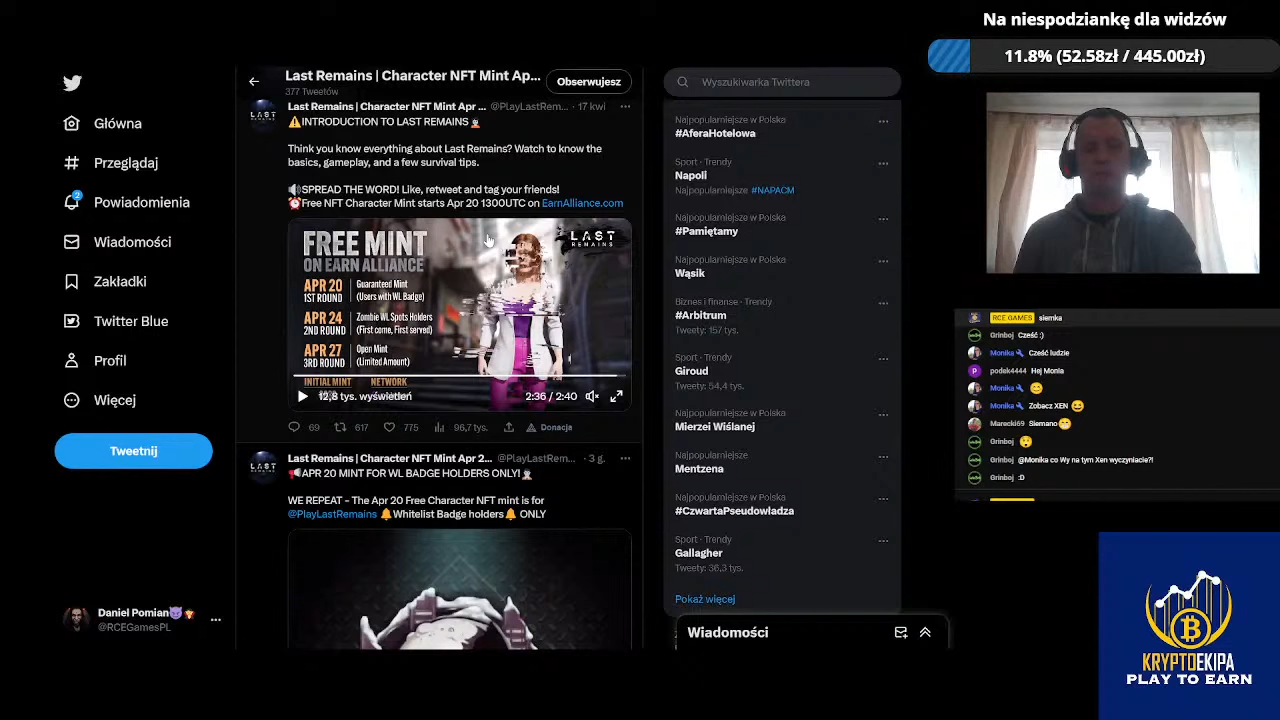 Na niespodziankę dla widzów
11.8% (52.58zł / 445.00zł)
Główna
Przeglądaj
2
Powiadomienia
Wiadomości
Zakładki
Twitter Blue
Profil
Więcej
Tweetnij
Daniel Pomian😈
@RCEGamesPL
Last Remains | Character NFT Mint Ap...
377 Tweetów
Obserwujesz
Last Remains | Character NFT Mint Apr ... @PlayLastRem... · 17 kwi
⚠️INTRODUCTION TO LAST REMAINS
Think you know everything about Last Remains? Watch to know the
basics, gameplay, and a few survival tips.
🔊SPREAD THE WORD! Like, retweet and tag your friends!
⏰Free NFT Character Mint starts Apr 20 1300UTC on EarnAlliance.com
FREE MINT
ON EARN ALLIANCE
LAST
REMAINS
APR 20
1ST ROUND
Guaranteed Mint
(Users with WL Badge)
APR 24
2ND ROUND
Zombie WL Spots Holders
(First come, First served)
APR 27
3RD ROUND
Open Mint
(Limited Amount)
INITIAL MINT
NETWORK
12,8 tys. wyświetleń
2:36 / 2:40
69
617
775
96,7 tys.
Donacja
Last Remains | Character NFT Mint Apr 2... @PlayLastRem... · 3 g.
📢APR 20 MINT FOR WL BADGE HOLDERS ONLY!
WE REPEAT - The Apr 20 Free Character NFT mint is for
@PlayLastRemains 🔔Whitelist Badge holders🔔 ONLY
Wyszukiwarka Twittera
Najpopularniejsze w Polska
#AferaHotelowa
Sport · Trendy
Napoli
Najpopularniejsze #NAPACM
Najpopularniejsze w Polska
#Pamiętamy
Najpopularniejsze w Polska
Wąsik
Biznes i finanse · Trendy
#Arbitrum
Tweety: 157 tys.
Sport · Trendy
Giroud
Tweety: 54,4 tys.
Najpopularniejsze w Polska
Mierzei Wiślanej
Najpopularniejsze
Mentzena
Najpopularniejsze w Polska
#CzwartaPseudowładza
Sport · Trendy
Gallagher
Tweety: 36,3 tys.
Pokaż więcej
Wiadomości
RCE GAMES siemka
Grinboj Cześć :)
Monika Cześć ludzie
podek4444 Hej Monia
Monika 😊
Monika Zobacz XEN 😄
Marecki69 Siemano😁
Grinboj 😲
Grinboj @Monika co Wy na tym Xen wyczyniacie?!
Grinboj :D
KRYPTOEKIPA
PLAY TO EARN